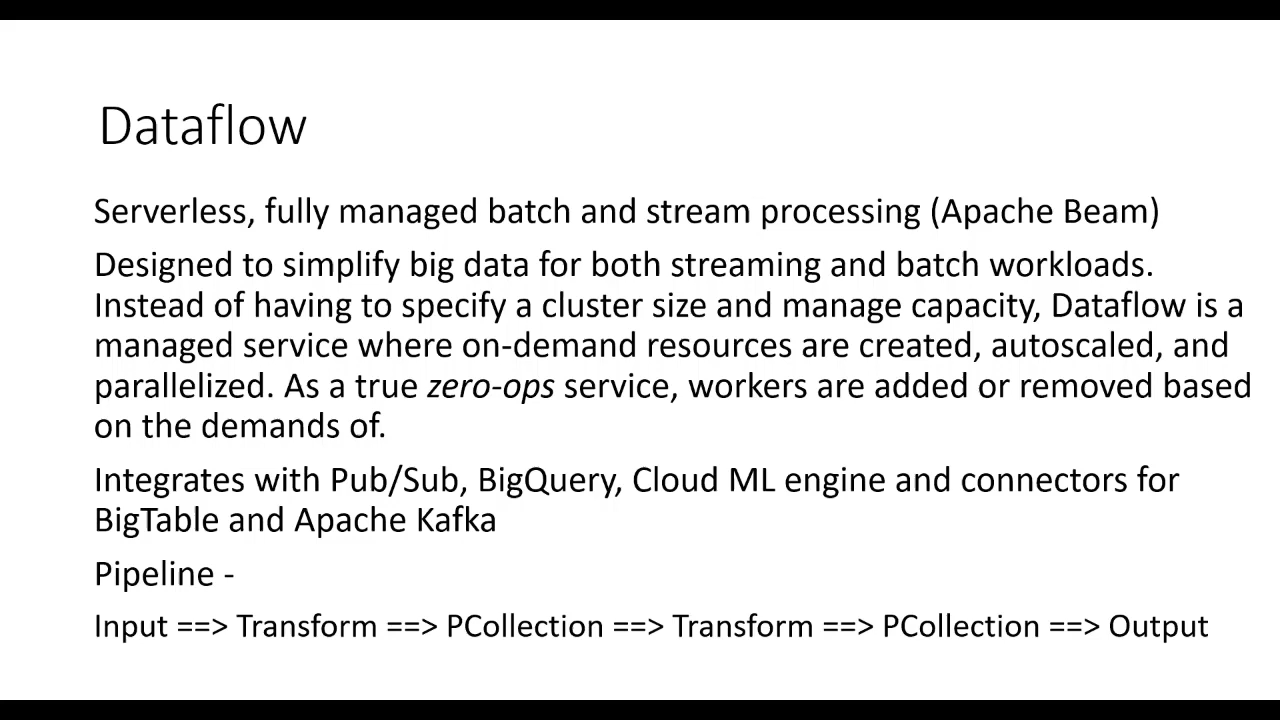 Dataflow
Serverless, fully managed batch and stream processing (Apache Beam)
Designed to simplify big data for both streaming and batch workloads.
Instead of having to specify a cluster size and manage capacity, Dataflow is a
managed service where on-demand resources are created, autoscaled, and
parallelized. As a true zero-ops service, workers are added or removed based
on the demands of.
Integrates with Pub/Sub, BigQuery, Cloud ML engine and connectors for
BigTable and Apache Kafka
Pipeline -
Input ==> Transform ==> PCollection ==> Transform ==> PCollection ==> Output